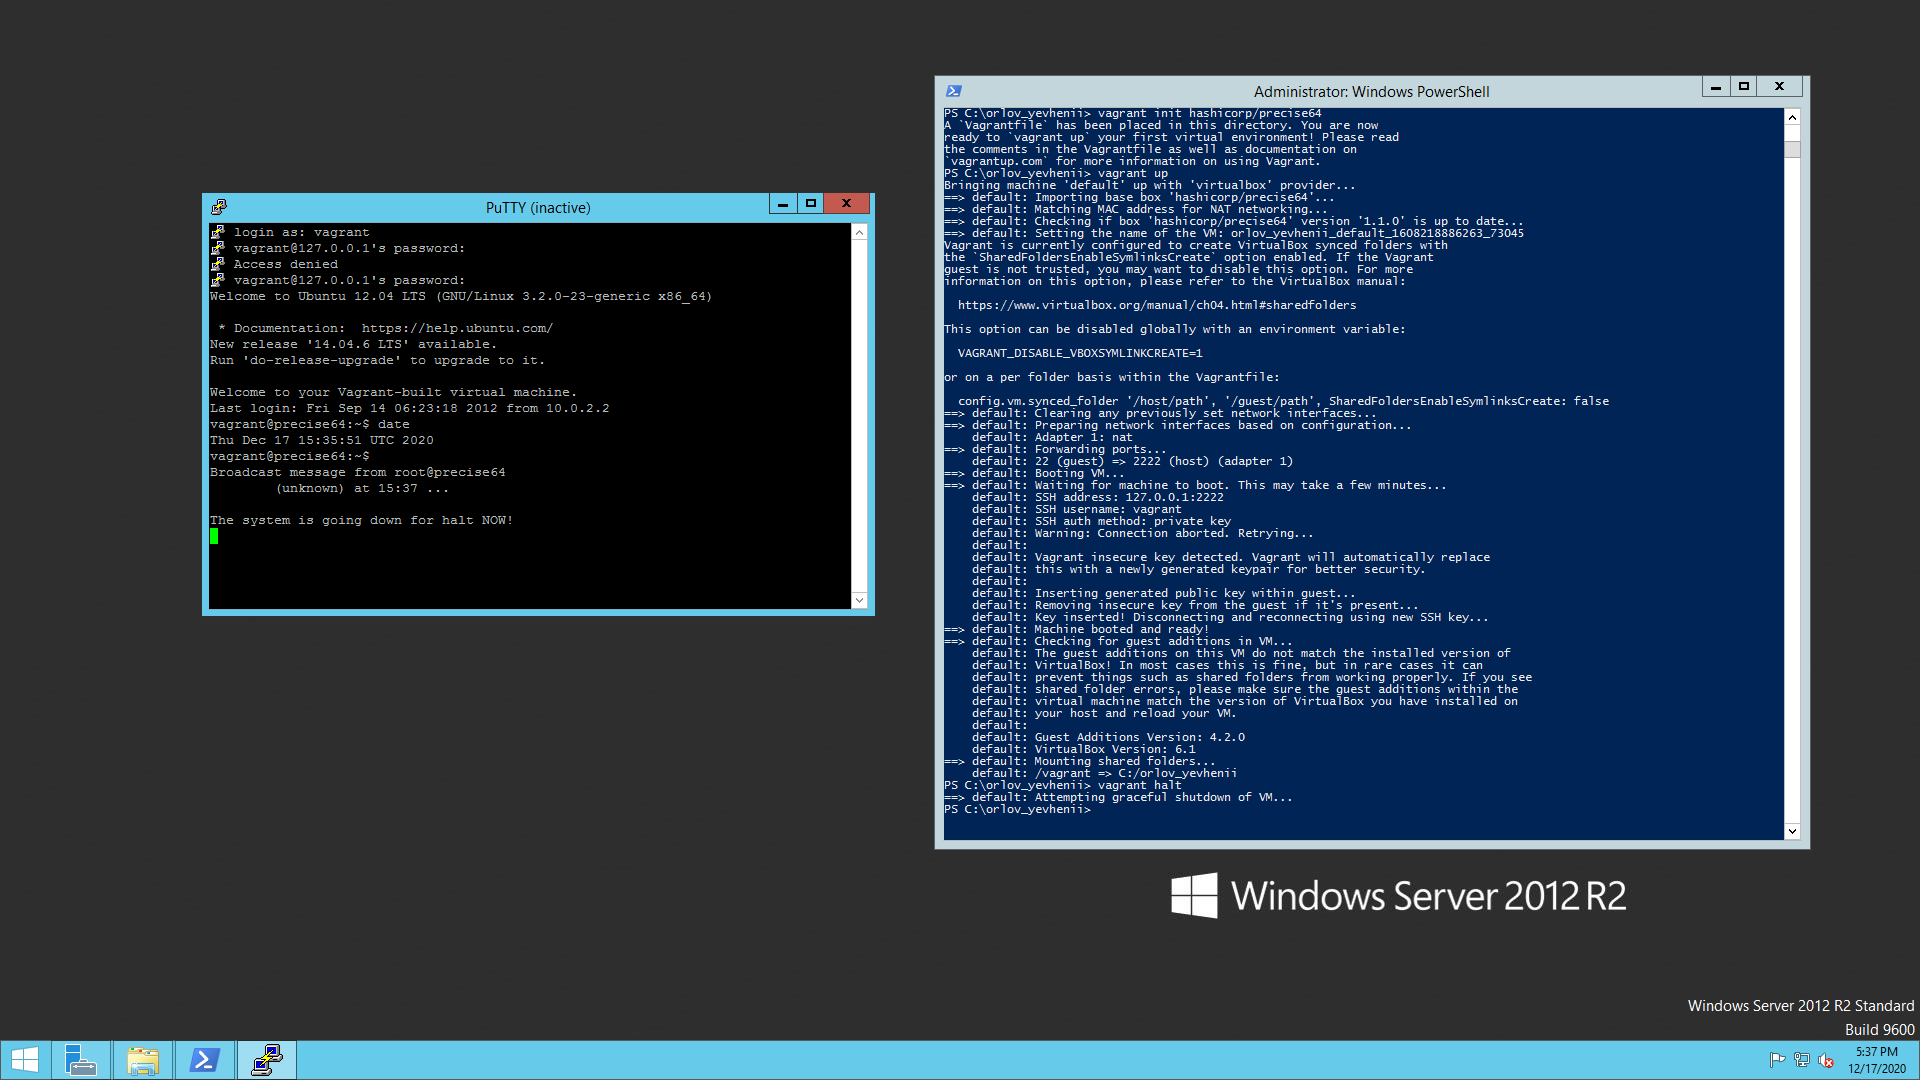 PuTTY (inactive)
login as: vagrant
vagrant@127.0.0.1's password:
Access denied
vagrant@127.0.0.1's password:
Welcome to Ubuntu 12.04 LTS (GNU/Linux 3.2.0-23-generic x86_64)
* Documentation:  https://help.ubuntu.com/
New release '14.04.6 LTS' available.
Run 'do-release-upgrade' to upgrade to it.
Welcome to your Vagrant-built virtual machine.
Last login: Fri Sep 14 06:23:18 2012 from 10.0.2.2
vagrant@precise64:~$ date
Thu Dec 17 15:35:51 UTC 2020
vagrant@precise64:~$
Broadcast message from root@precise64
(unknown) at 15:37 ...
The system is going down for halt NOW!
Administrator: Windows PowerShell
PS C:\orlov_yevhenii> vagrant init hashicorp/precise64
A `Vagrantfile` has been placed in this directory. You are now
ready to `vagrant up` your first virtual environment! Please read
the comments in the Vagrantfile as well as documentation on
`vagrantup.com` for more information on using Vagrant.
PS C:\orlov_yevhenii> vagrant up
Bringing machine 'default' up with 'virtualbox' provider...
==> default: Importing base box 'hashicorp/precise64'...
==> default: Matching MAC address for NAT networking...
==> default: Checking if box 'hashicorp/precise64' version '1.1.0' is up to date...
==> default: Setting the name of the VM: orlov_yevhenii_default_1608218886263_73045
Vagrant is currently configured to create VirtualBox synced folders with
the `SharedFoldersEnableSymlinksCreate` option enabled. If the Vagrant
guest is not trusted, you may want to disable this option. For more
information on this option, please refer to the VirtualBox manual:
https://www.virtualbox.org/manual/ch04.html#sharedfolders
This option can be disabled globally with an environment variable:
VAGRANT_DISABLE_VBOXSYMLINKCREATE=1
or on a per folder basis within the Vagrantfile:
config.vm.synced_folder '/host/path', '/guest/path', SharedFoldersEnableSymlinksCreate: false
==> default: Clearing any previously set network interfaces...
==> default: Preparing network interfaces based on configuration...
default: Adapter 1: nat
==> default: Forwarding ports...
default: 22 (guest) => 2222 (host) (adapter 1)
==> default: Booting VM...
==> default: Waiting for machine to boot. This may take a few minutes...
default: SSH address: 127.0.0.1:2222
default: SSH username: vagrant
default: SSH auth method: private key
default: Warning: Connection aborted. Retrying...
default:
default: Vagrant insecure key detected. Vagrant will automatically replace
default: this with a newly generated keypair for better security.
default:
default: Inserting generated public key within guest...
default: Removing insecure key from the guest if it's present...
default: Key inserted! Disconnecting and reconnecting using new SSH key...
==> default: Machine booted and ready!
==> default: Checking for guest additions in VM...
default: The guest additions on this VM do not match the installed version of
default: VirtualBox! In most cases this is fine, but in rare cases it can
default: prevent things such as shared folders from working properly. If you see
default: shared folder errors, please make sure the guest additions within the
default: virtual machine match the version of VirtualBox you have installed on
default: your host and reload your VM.
default:
default: Guest Additions Version: 4.2.0
default: VirtualBox Version: 6.1
==> default: Mounting shared folders...
default: /vagrant => C:/orlov_yevhenii
PS C:\orlov_yevhenii> vagrant halt
==> default: Attempting graceful shutdown of VM...
PS C:\orlov_yevhenii>
Windows Server 2012 R2
Windows Server 2012 R2 Standard
Build 9600
5:37 PM
12/17/2020